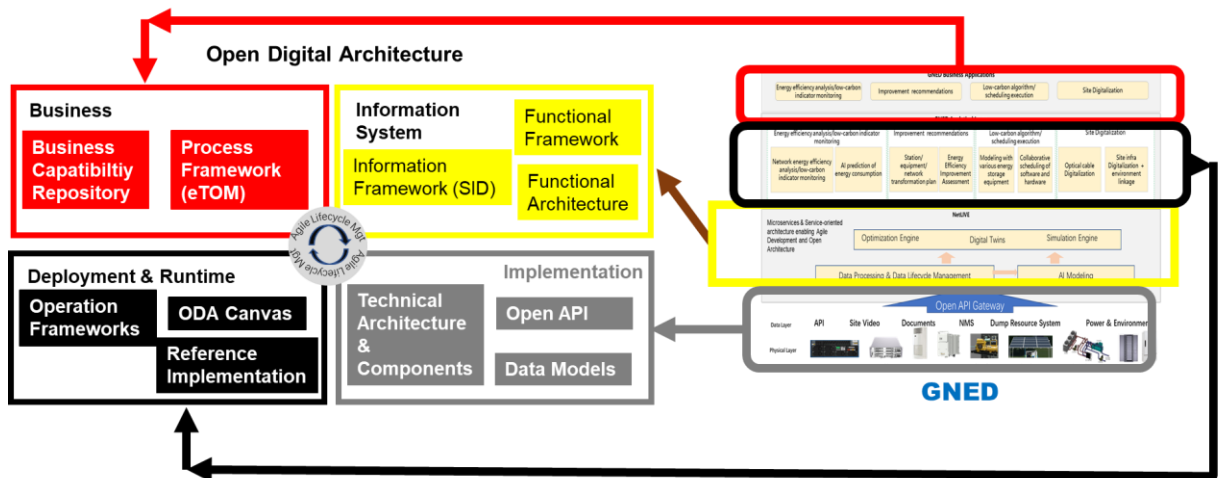 Open Digital Architecture
Business
Business
Capabiltiy
Repository
Process
Framework
(eTOM)
Information
System
Information
Framework (SID)
Functional
Framework
Functional
Architecture
Agile Lifecycle Mgt
Agile Lifecycle Mgt
Deployment & Runtime
Operation
Frameworks
ODA Canvas
Reference
Implementation
Implementation
Technical
Architecture
&
Components
Open API
Data Models
GNED Business Applications
Energy efficiency analysis/low-carbon
indicator monitoring
Improvement recommendations
Low-carbon algorithm/
scheduling execution
Site Digitalization
Energy efficiency analysis/low-carbon indicator
monitoring
Improvement recommendations
Low-carbon algorithm/
scheduling execution
Site
Digitalization
Network energy efficiency
analysis/low-carbon
indicator monitoring
AI prediction of
energy consumption
Station/
equipment/
network
transformation plan
Energy
Efficiency
Improvement
Assessment
Modeling with
various energy
storage
equipment
Collaborative
scheduling of
software and
hardware
Optical cable
Digitalization
Site infra
Digitalization +
environment
linkage
NetLIVE
Microservices & Service-oriented
architecture enabling Agile
Development and Open
Architecture
Optimization Engine
Digital Twins
Simulation Engine
Data Processing & Data Lifecycle Management
AI Modeling
Open API Gateway
Data Layer
API
Site Video
Documents
NMS
Dump Resource System
Power & Environment
Physical Layer
GNED